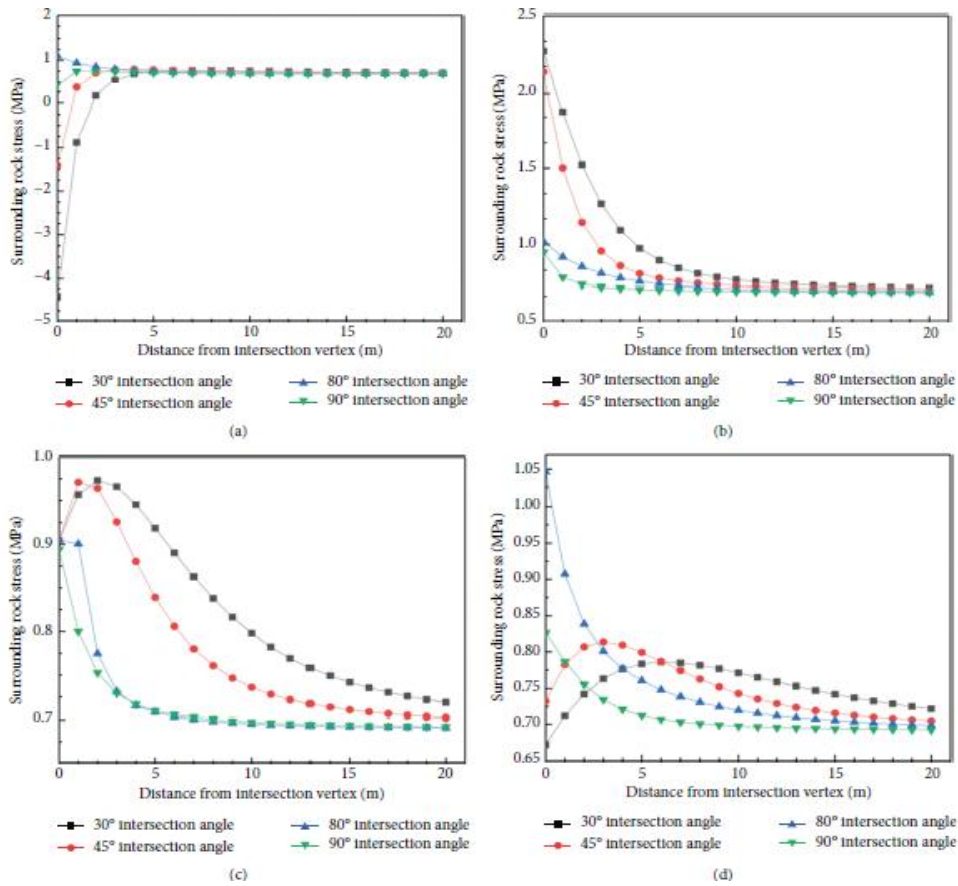 2
1
0
−1
−2
−3
−4
−5
Surrounding rock stress (MPa)
0 5 10 15 20
Distance from intersection vertex (m)
30° intersection angle 80° intersection angle
45° intersection angle 90° intersection angle
(a)
2.5
2.0
1.5
1.0
0.5
Surrounding rock stress (MPa)
0 5 10 15 20
Distance from intersection vertex (m)
30° intersection angle 80° intersection angle
45° intersection angle 90° intersection angle
(b)
1.0
0.9
0.8
0.7
Surrounding rock stress (MPa)
0 5 10 15 20
Distance from intersection vertex (m)
30° intersection angle 80° intersection angle
45° intersection angle 90° intersection angle
(c)
1.05
1.00
0.95
0.90
0.85
0.80
0.75
0.70
0.65
Surrounding rock stress (MPa)
0 5 10 15 20
Distance from intersection vertex (m)
30° intersection angle 80° intersection angle
45° intersection angle 90° intersection angle
(d)